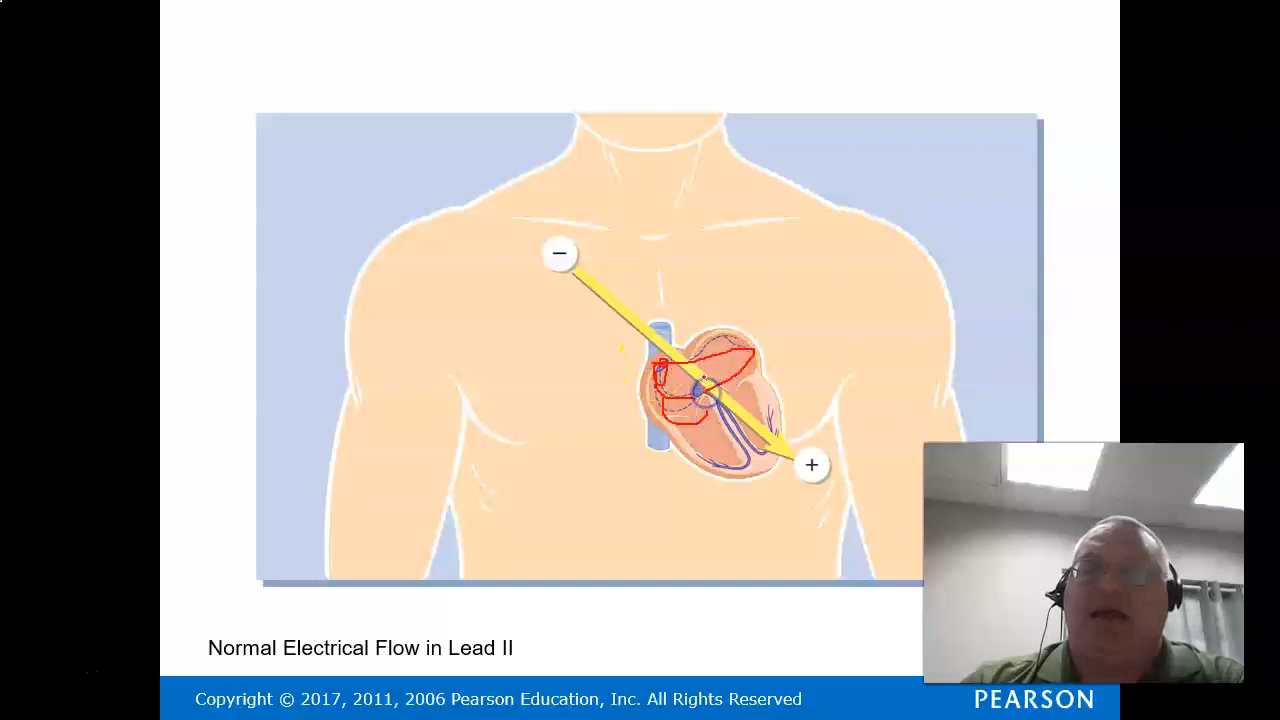 −
+
Normal Electrical Flow in Lead II
Copyright © 2017, 2011, 2006 Pearson Education, Inc. All Rights Reserved
PEARSON